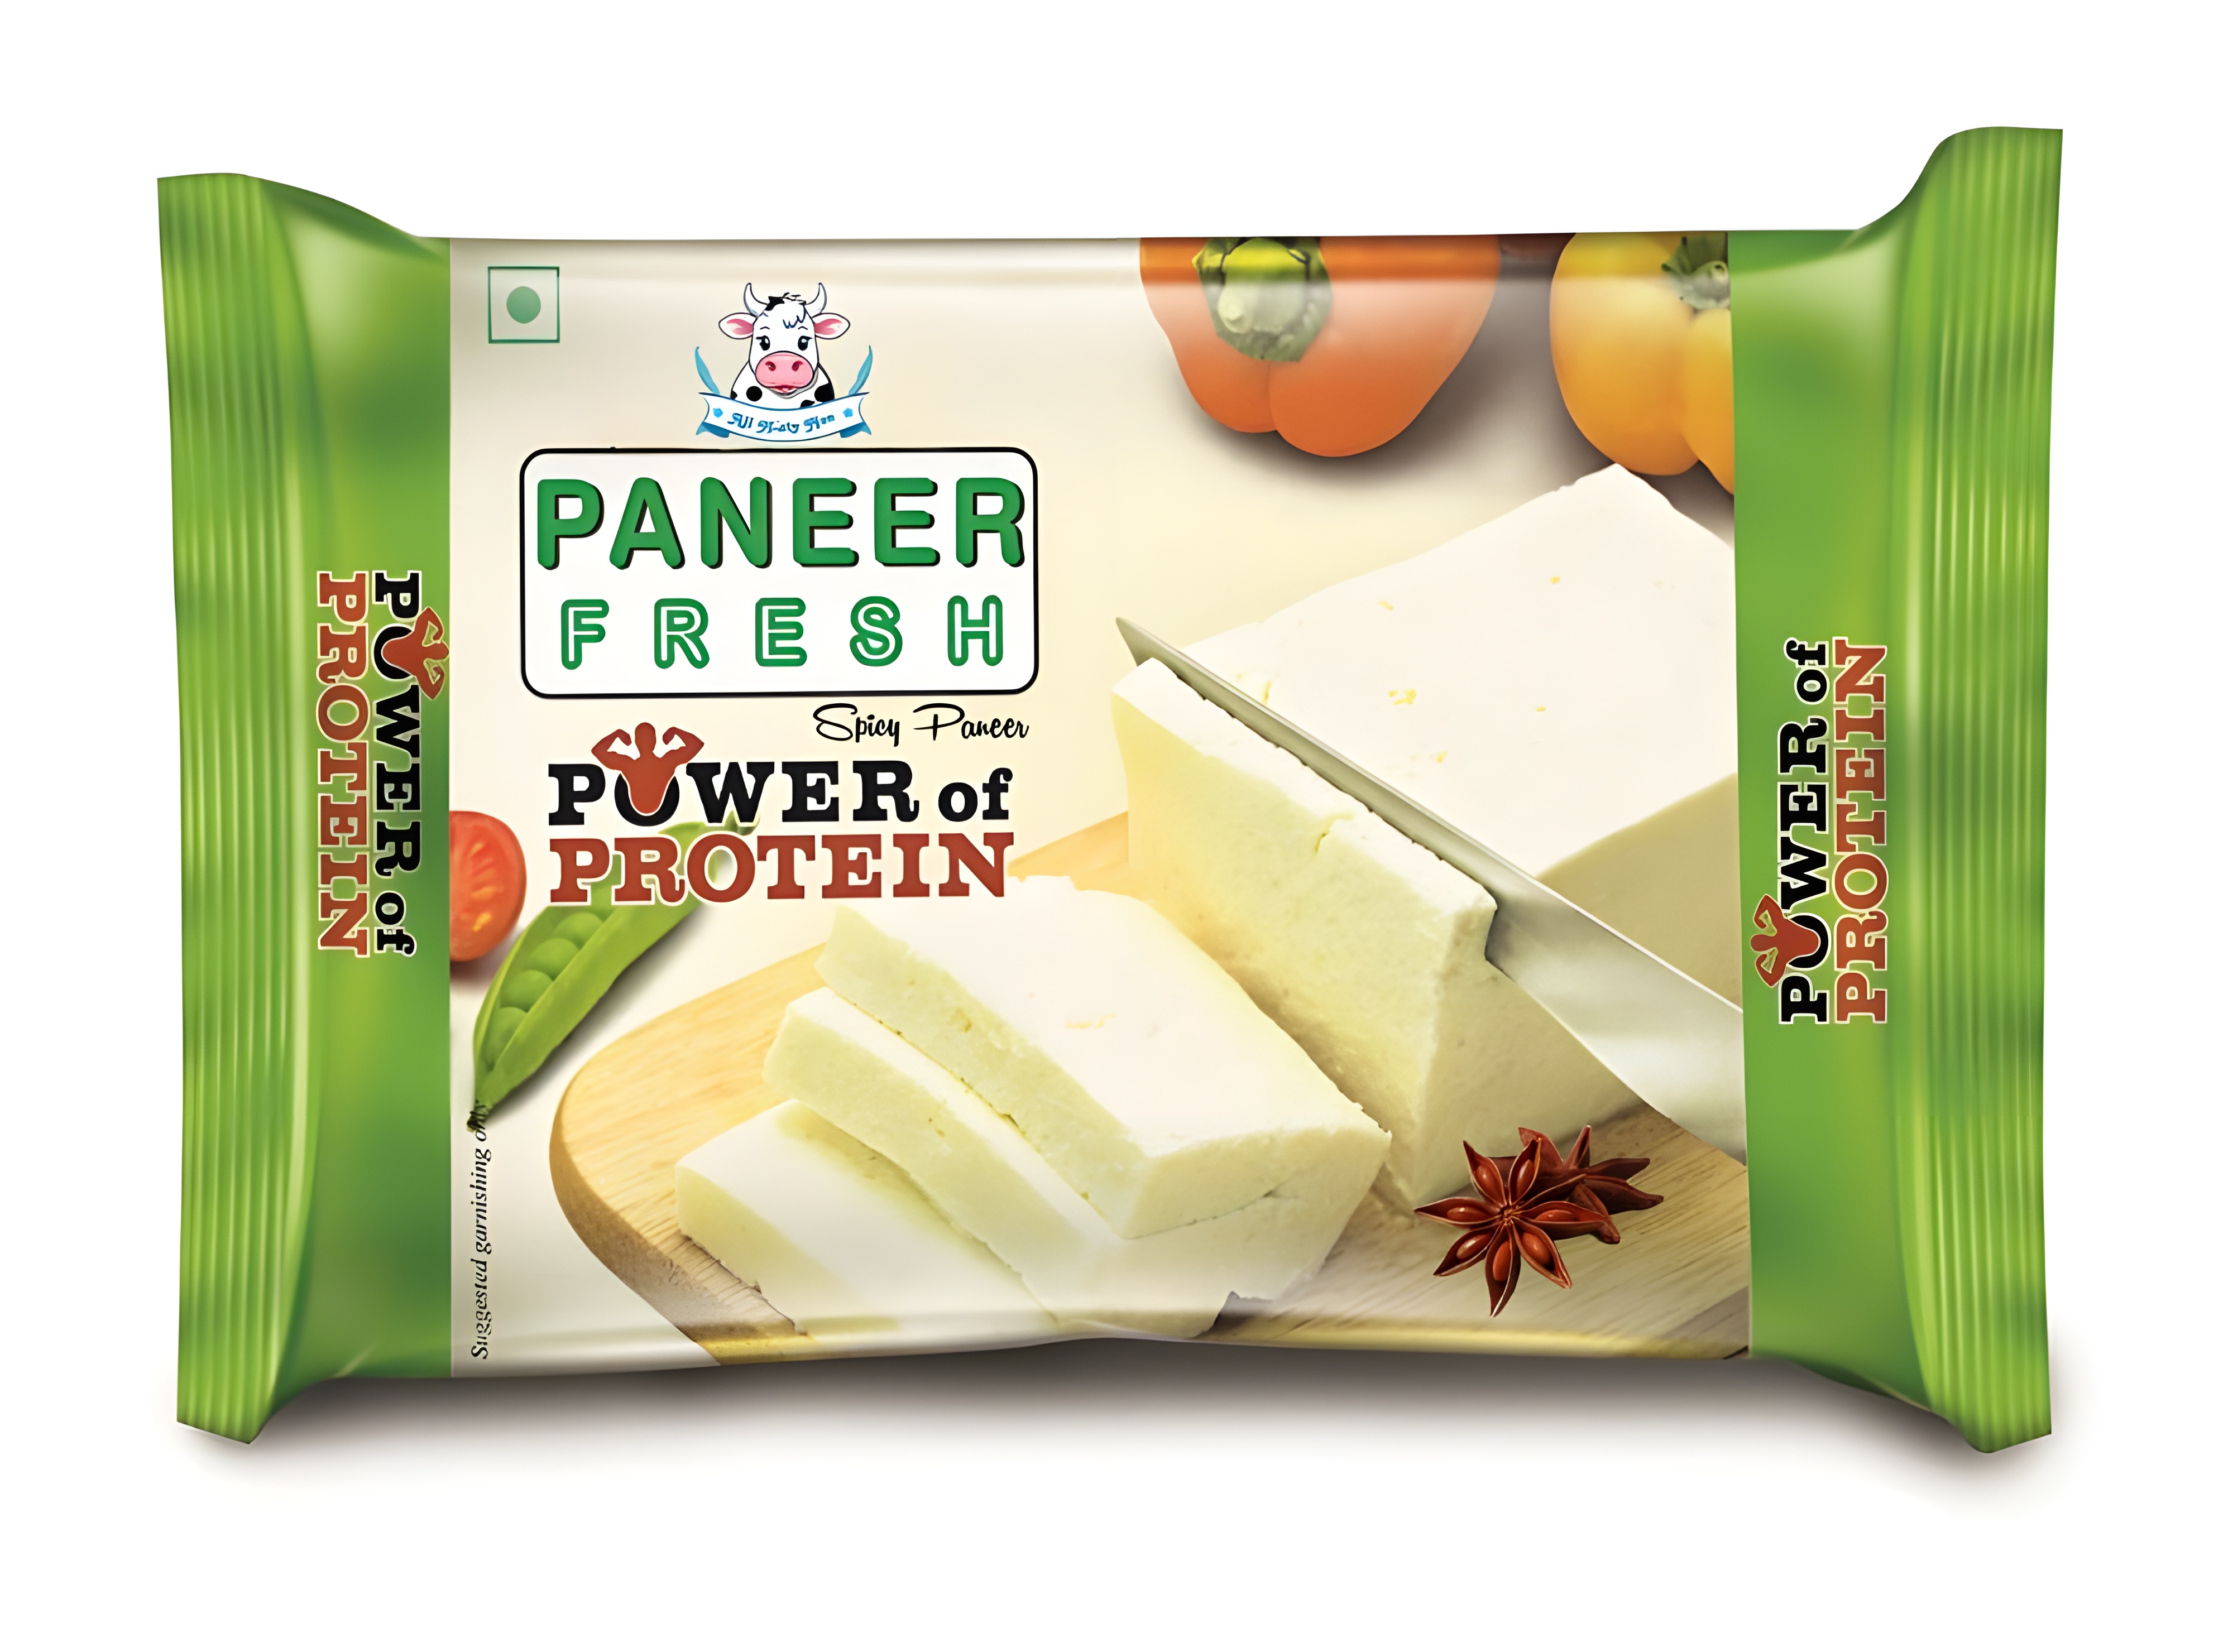 PANEER
FRESH
Spicy Paneer
POWER of
PROTEIN
POWER of
PROTEIN
POWER of
PROTEIN
Suggested garnishing only